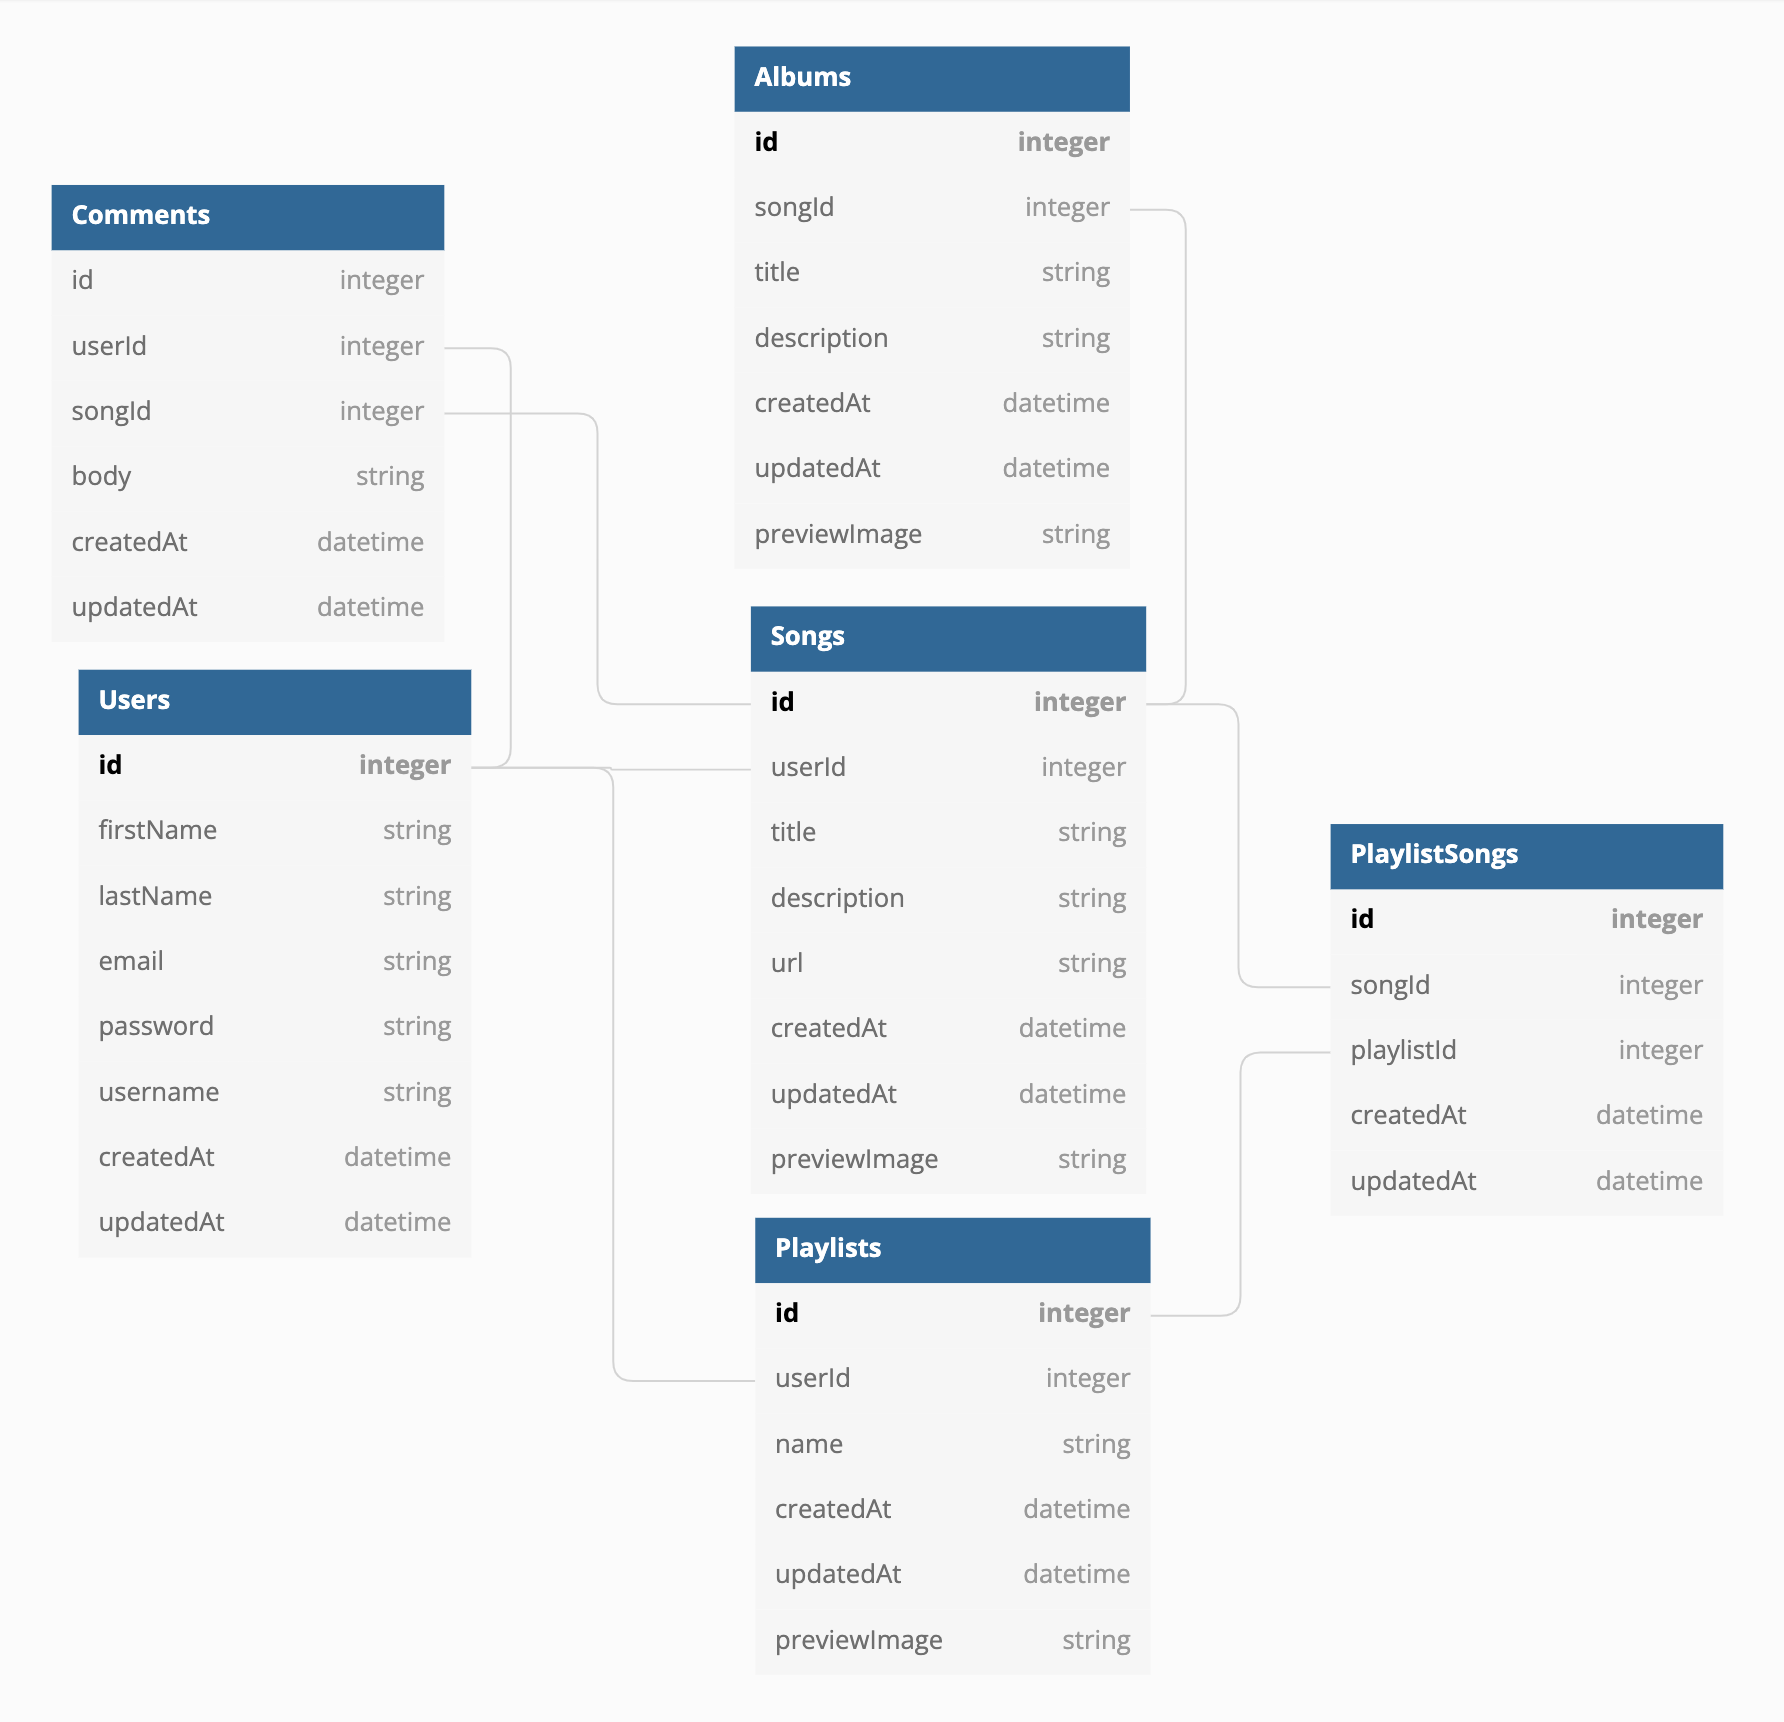 Albums
id integer
songId integer
title string
description string
createdAt datetime
updatedAt datetime
previewImage string
Comments
id integer
userId integer
songId integer
body string
createdAt datetime
updatedAt datetime
Users
id integer
firstName string
lastName string
email string
password string
username string
createdAt datetime
updatedAt datetime
Songs
id integer
userId integer
title string
description string
url string
createdAt datetime
updatedAt datetime
previewImage string
PlaylistSongs
id integer
songId integer
playlistId integer
createdAt datetime
updatedAt datetime
Playlists
id integer
userId integer
name string
createdAt datetime
updatedAt datetime
previewImage string